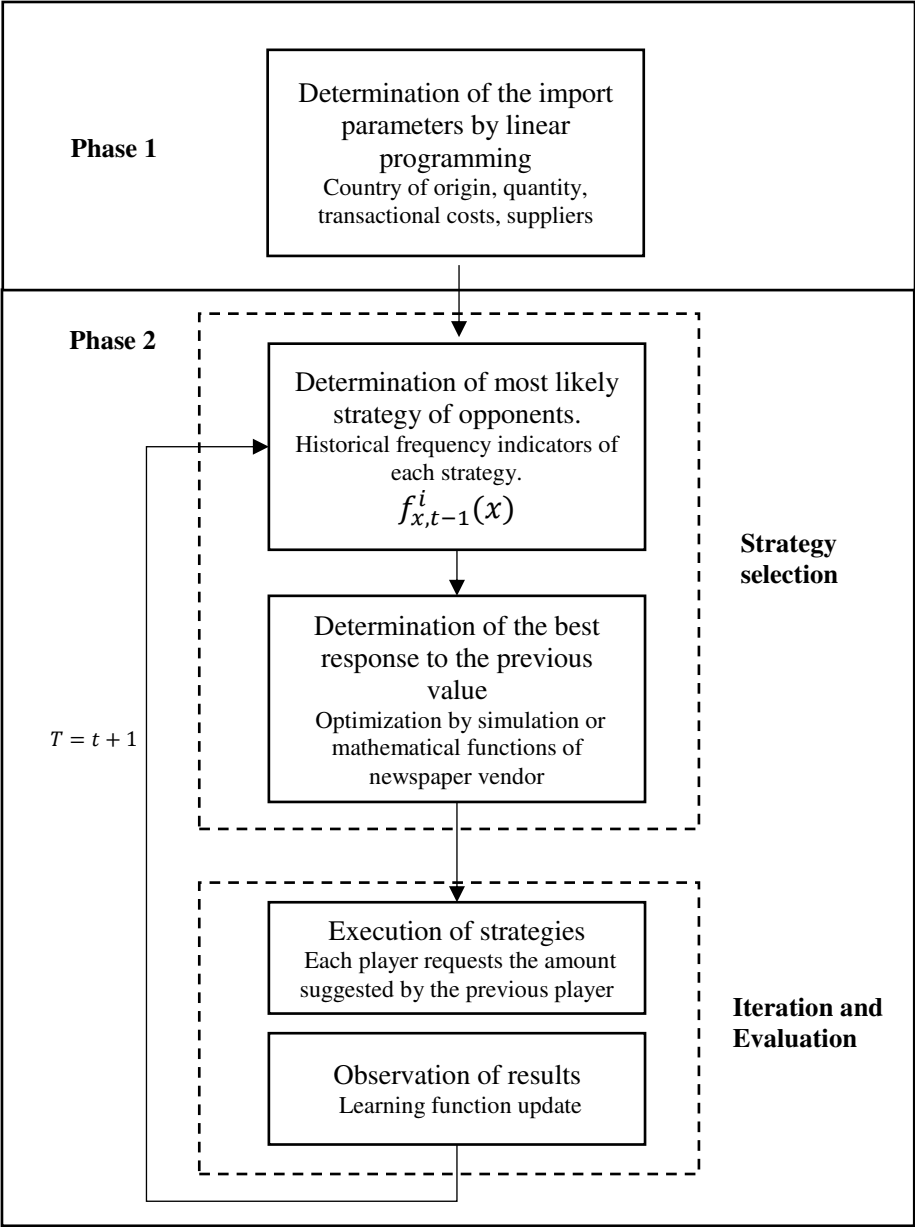 Phase 1
Determination of the import
parameters by linear
programming
Country of origin, quantity,
transactional costs, suppliers
Phase 2
Determination of most likely
strategy of opponents.
Historical frequency indicators of
each strategy.
$f^{i}_{x,t-1}(x)$
Strategy
selection
Determination of the best
response to the previous
value
Optimization by simulation or
mathematical functions of
newspaper vendor
T = t + 1
Execution of strategies
Each player requests the amount
suggested by the previous player
Iteration and
Evaluation
Observation of results
Learning function update